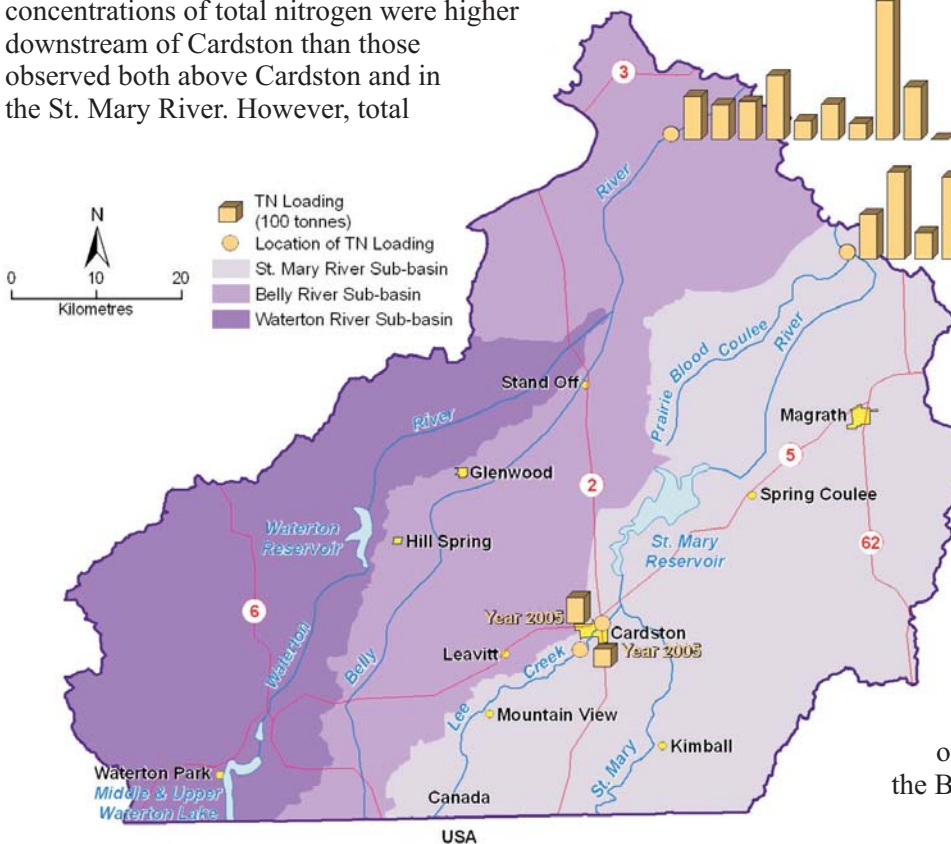 concentrations of total nitrogen were higher
downstream of Cardston than those
observed both above Cardston and in
the St. Mary River. However, total
3
River
N
0 10 20
Kilometres
TN Loading
(100 tonnes)
Location of TN Loading
St. Mary River Sub-basin
Belly River Sub-basin
Waterton River Sub-basin
Prairie Blood Coulee
River
Stand Off
River
Magrath
5
Glenwood
2
Spring Coulee
Waterton
Reservoir
Hill Spring
St. Mary
Reservoir
62
6
Year 2005
Cardston
Year 2005
Leavitt
Creek
Waterton
Belly
Lee
Mountain View
Kimball
St. Mary
Waterton Park
Middle & Upper
Waterton Lake
Canada
USA
o
the B